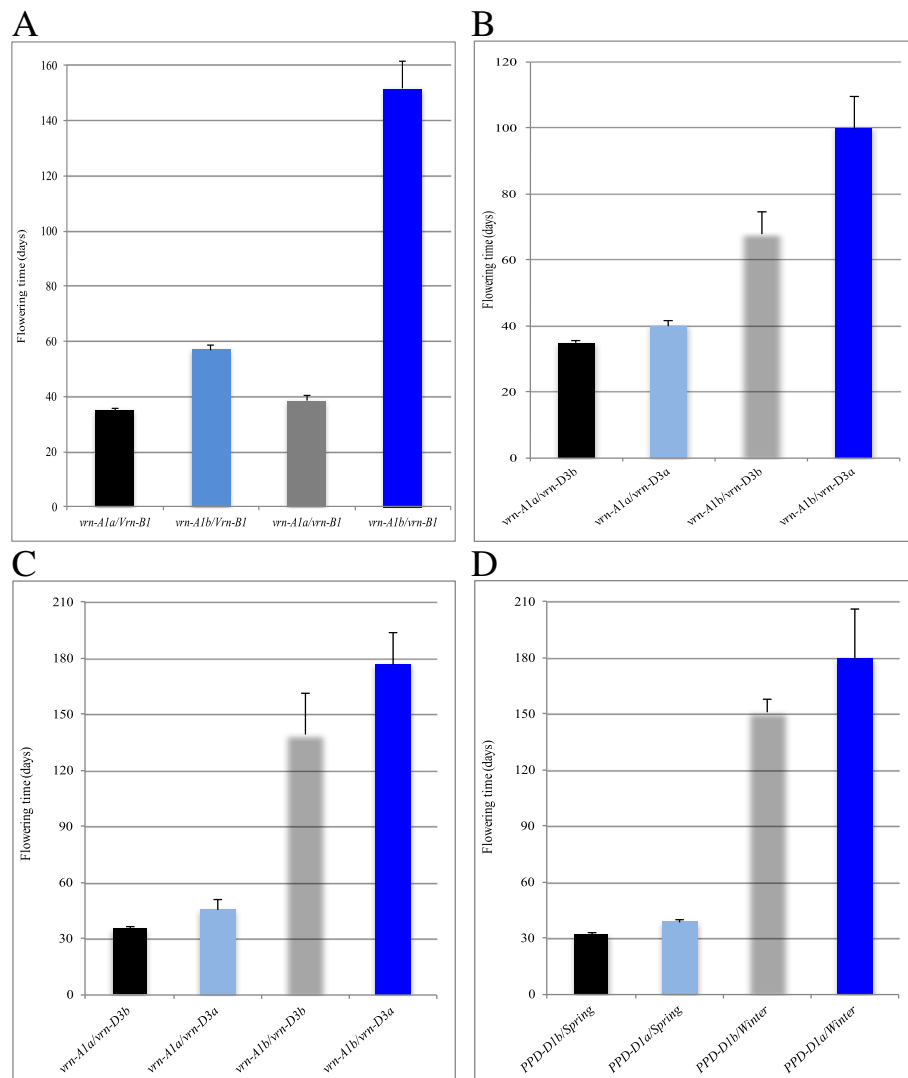 A
Flowering time (days)
160
140
120
100
80
60
40
20
0
vrn-A1a/Vrn-B1 vrn-A1b/Vrn-B1 vrn-A1a/vrn-B1 vrn-A1b/vrn-B1
B
Flowering time (days)
120
100
80
60
40
20
0
vrn-A1a/vrn-D3b
vrn-A1a/vrn-D3a
vrn-A1b/vrn-D3b
vrn-A1b/vrn-D3a
C
Flowering time (days)
210
180
150
120
90
60
30
0
vrn-A1a/vrn-D3b
vrn-A1a/vrn-D3a
vrn-A1b/vrn-D3b
vrn-A1b/vrn-D3a
D
Flowering time (days)
210
180
150
120
90
60
30
0
PPD-D1b/Spring
PPD-D1a/Spring
PPD-D1b/Winter
PPD-D1a/Winter